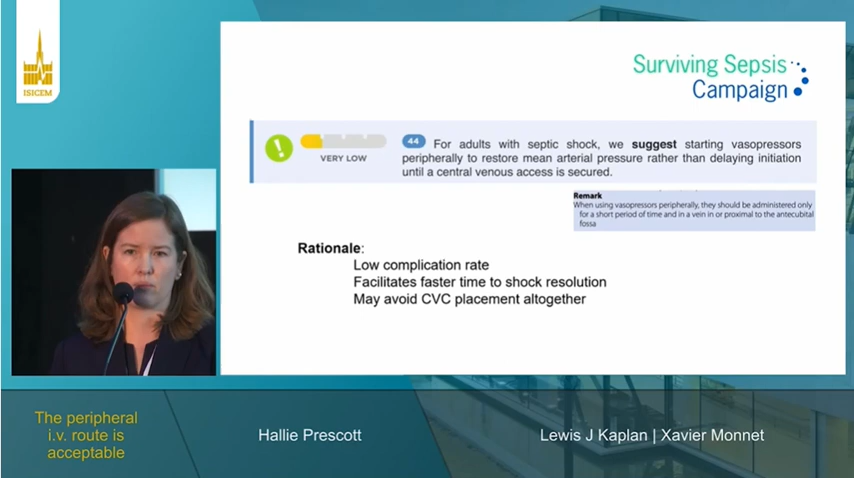 ISICEM
Surviving Sepsis
Campaign
! VERY LOW
44 For adults with septic shock, we suggest starting vasopressors
peripherally to restore mean arterial pressure rather than delaying initiation
until a central venous access is secured.
Remark
When using vasopressors peripherally, they should be administered only
for a short period of time and in a vein in or proximal to the antecubital
fossa
Rationale:
Low complication rate
Facilitates faster time to shock resolution
May avoid CVC placement altogether
The peripheral
i.v. route is
acceptable
Hallie Prescott
Lewis J Kaplan | Xavier Monnet